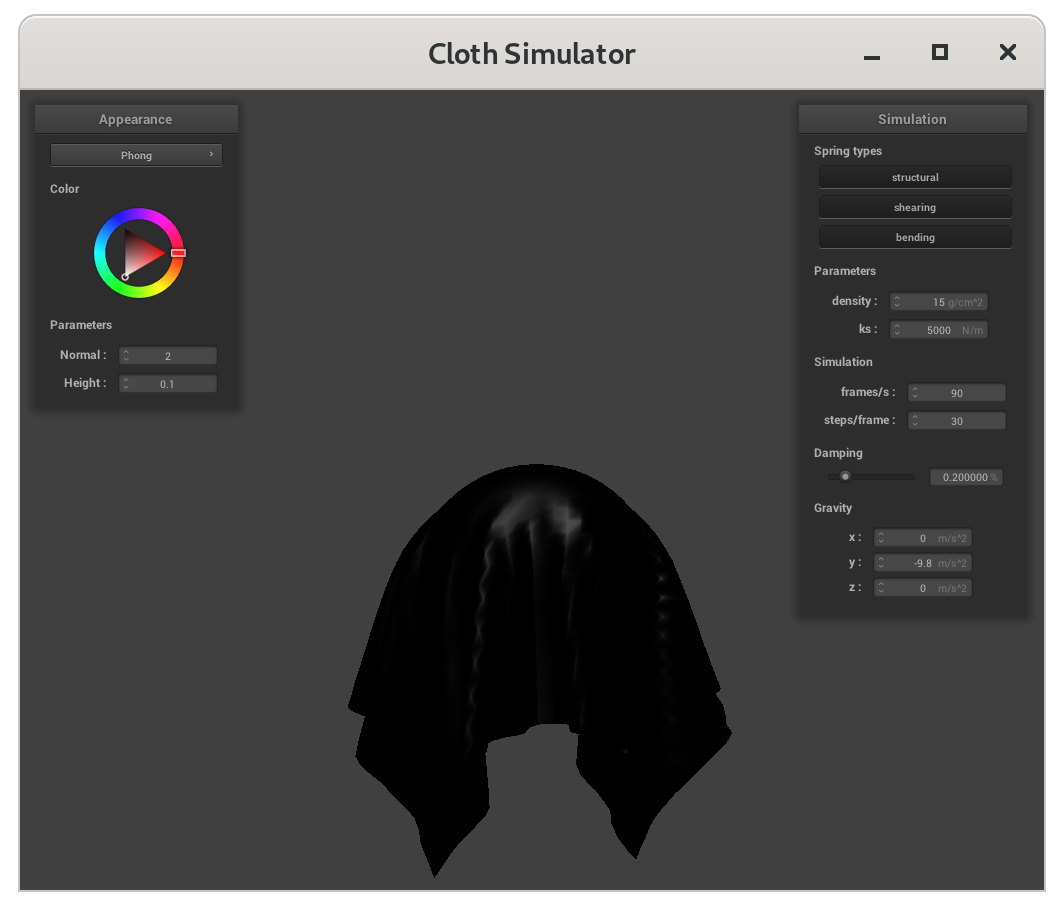 Cloth Simulator
Appearance
Phong
Color
Parameters
Normal : 2
Height : 0.1
Simulation
Spring types
structural
shearing
bending
Parameters
density : 15 g/cm^2
ks : 5000 N/m
Simulation
frames/s : 90
steps/frame : 30
Damping
0.200000 %
Gravity
x : 0 m/s^2
y : -9.8 m/s^2
z : 0 m/s^2